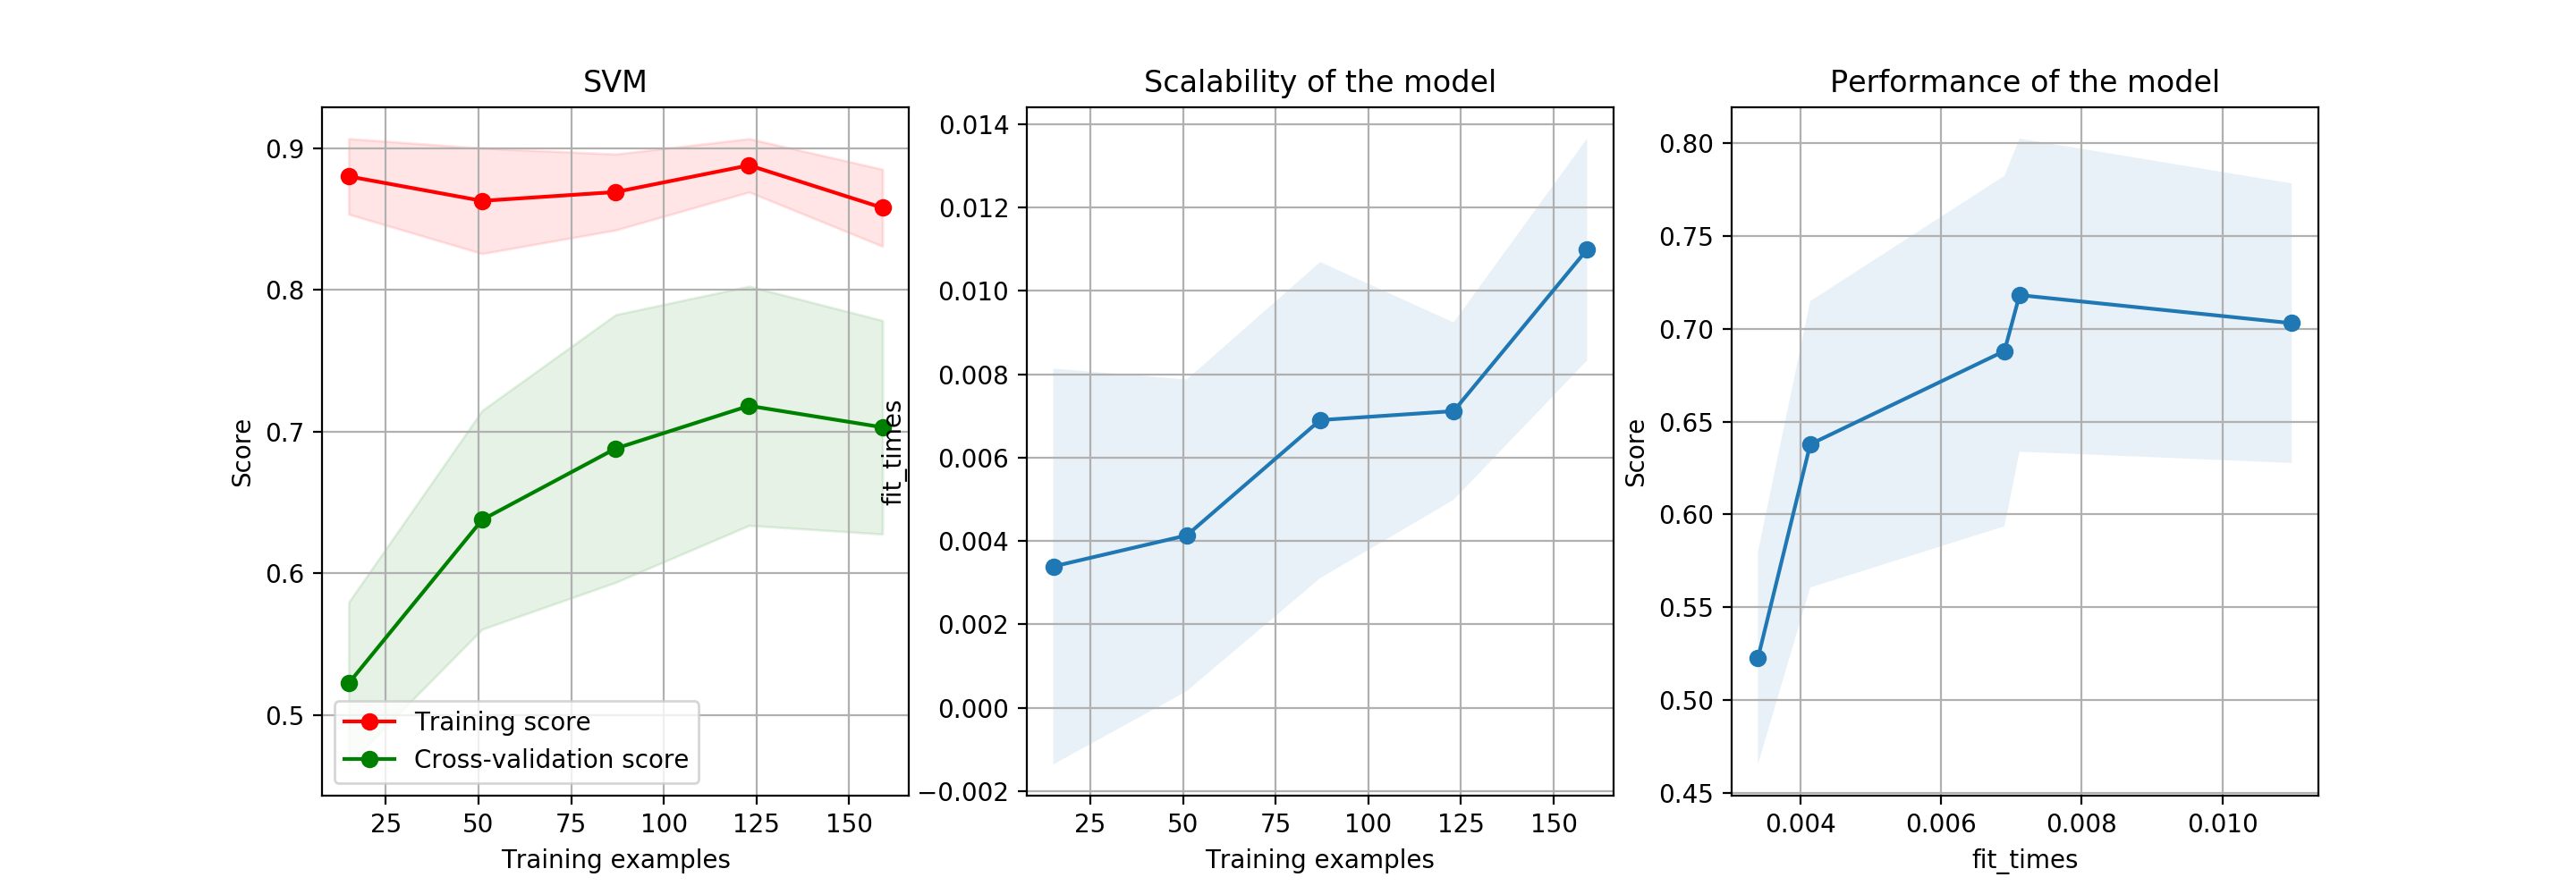 SVM
0.9
0.8
0.7
0.6
0.5
Score
Training score
Cross-validation score
25 50 75 100 125 150
Training examples
Scalability of the model
0.014
0.012
0.010
0.008
0.006
0.004
0.002
0.000
−0.002
fit_times
25 50 75 100 125 150
Training examples
Performance of the model
0.80
0.75
0.70
0.65
0.60
0.55
0.50
0.45
Score
0.004 0.006 0.008 0.010
fit_times